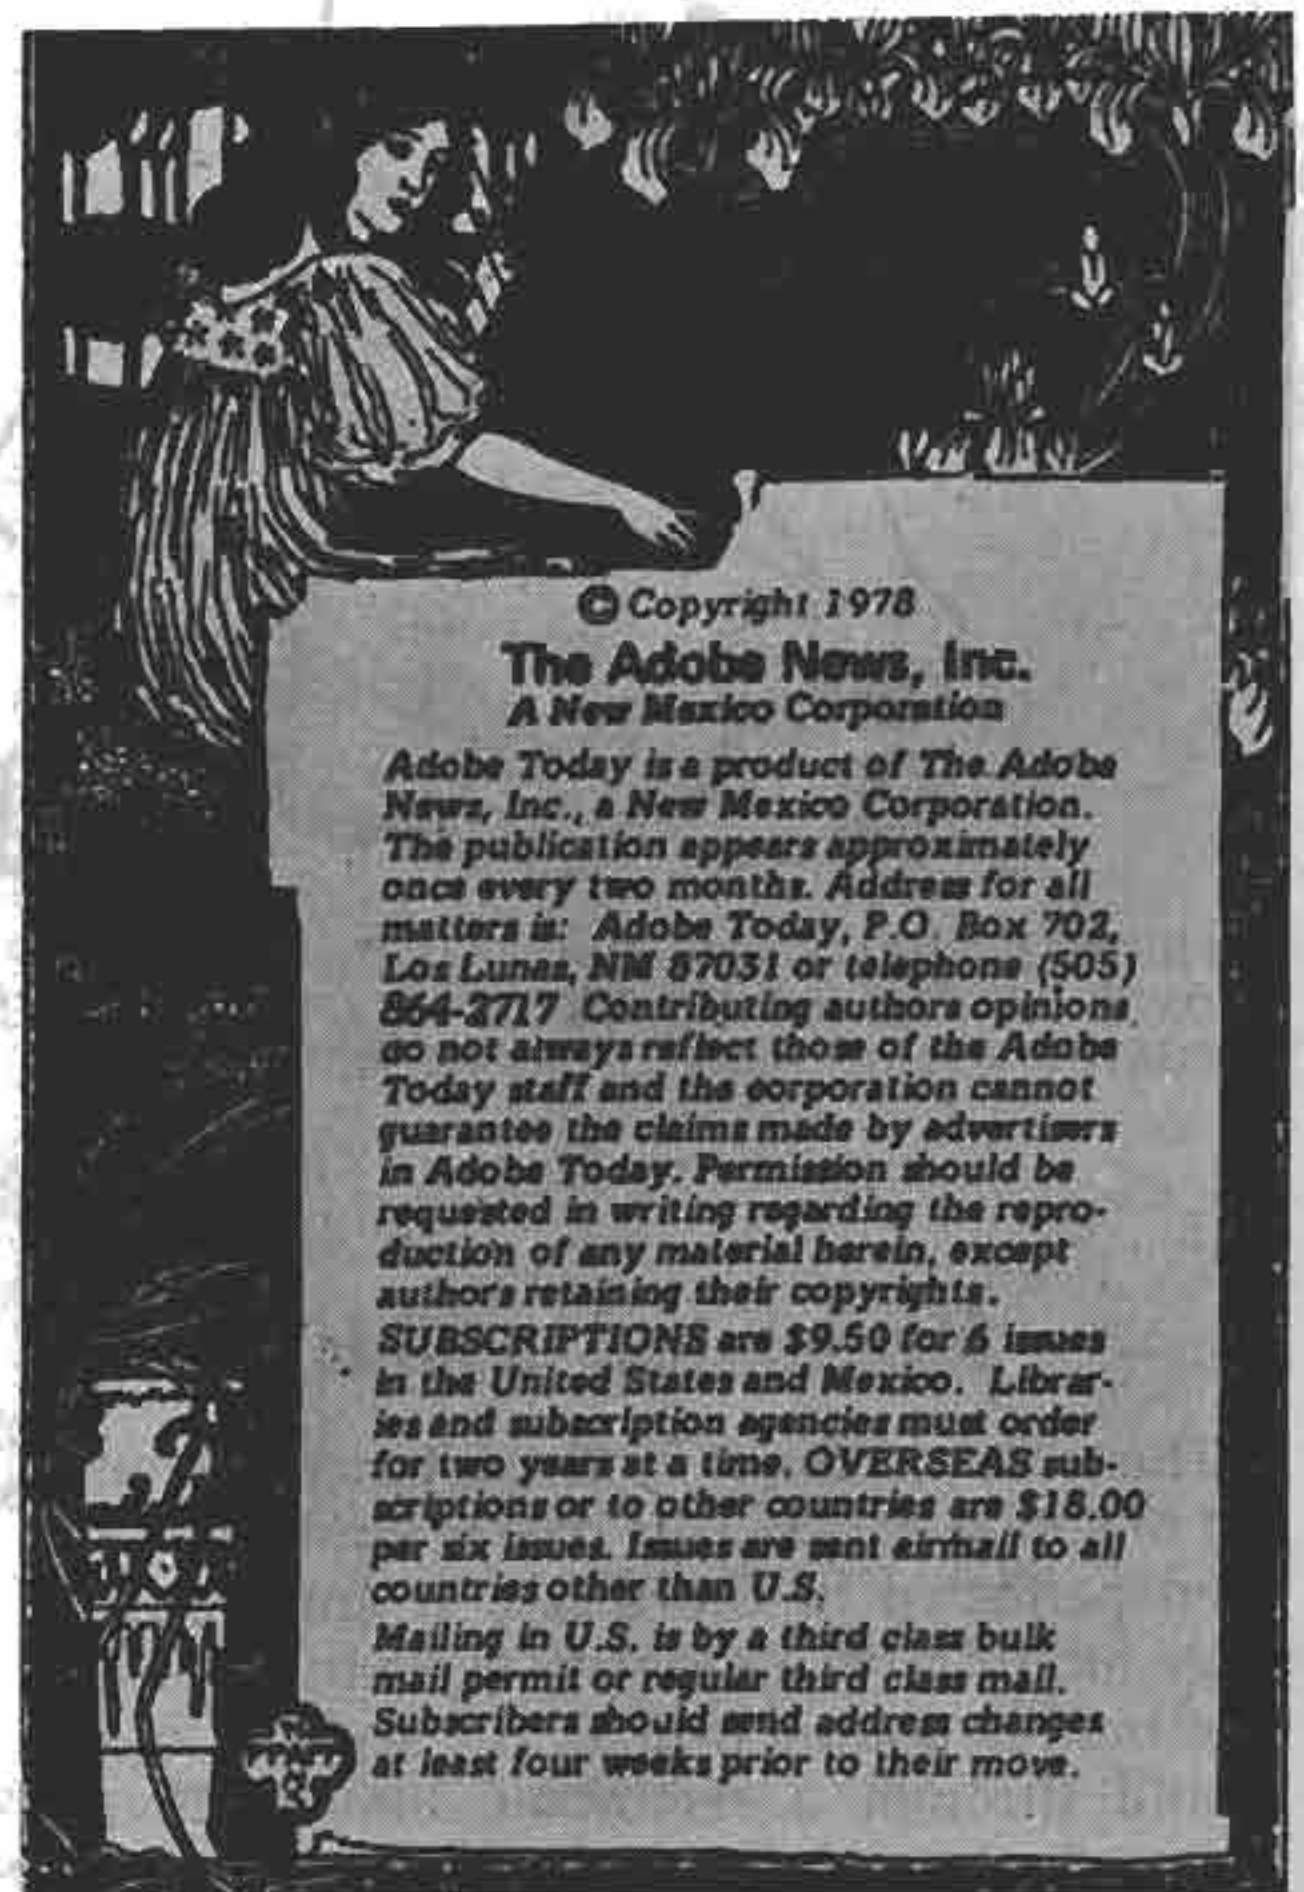 © Copyright 1978
The Adobe News, Inc.
A New Mexico Corporation
Adobe Today is a product of The Adobe
News, Inc., a New Mexico Corporation.
The publication appears approximately
once every two months. Address for all
matters is: Adobe Today, P.O. Box 702,
Los Lunas, NM 87031 or telephone (505)
864-2717 Contributing authors opinions
do not always reflect those of the Adobe
Today staff and the corporation cannot
guarantee the claims made by advertisers
in Adobe Today. Permission should be
requested in writing regarding the repro-
duction of any material herein, except
authors retaining their copyrights.
SUBSCRIPTIONS are $9.50 for 6 issues
in the United States and Mexico. Librar-
ies and subscription agencies must order
for two years at a time. OVERSEAS sub-
scriptions or to other countries are $18.00
per six issues. Issues are sent airmail to all
countries other than U.S.
Mailing in U.S. is by a third class bulk
mail permit or regular third class mail.
Subscribers should send address changes
at least four weeks prior to their move.